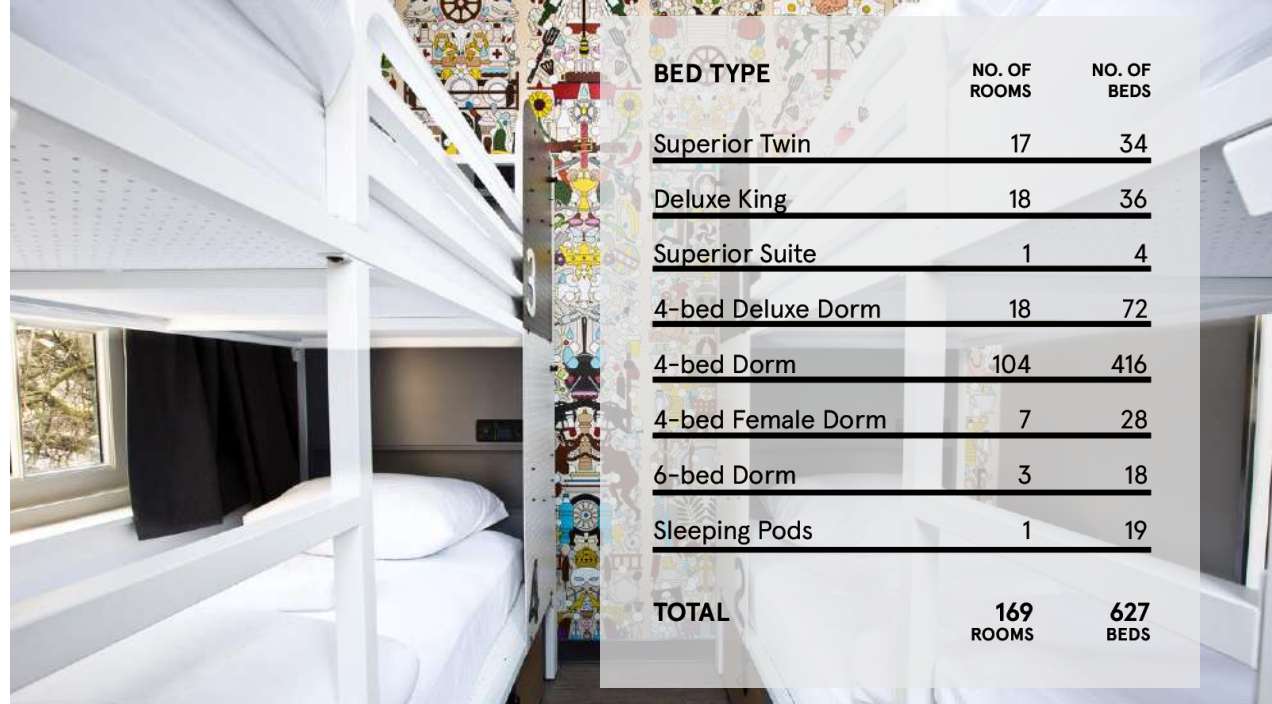 BED TYPE NO. OF ROOMS NO. OF BEDS
Superior Twin 17 34
Deluxe King 18 36
Superior Suite 1 4
4-bed Deluxe Dorm 18 72
4-bed Dorm 104 416
4-bed Female Dorm 7 28
6-bed Dorm 3 18
Sleeping Pods 1 19
TOTAL 169 627
ROOMS BEDS
3